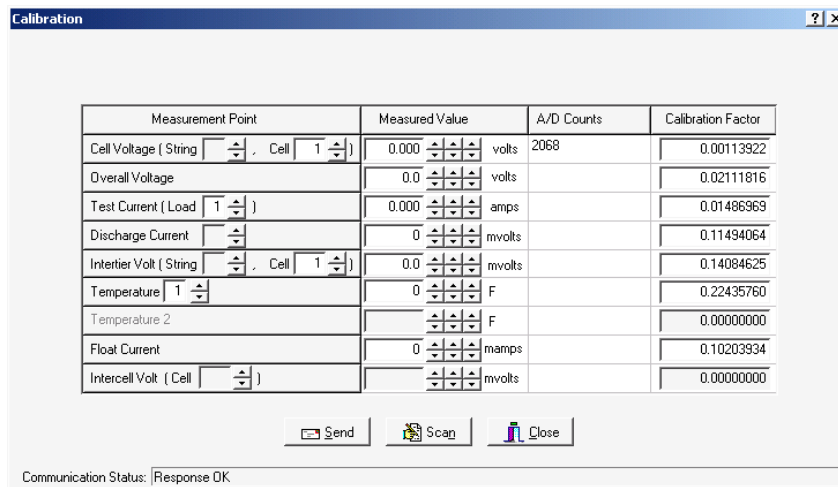 Calibration
Measurement Point Measured Value A/D Counts Calibration Factor
Cell Voltage ( String , Cell 1 ) 0.000 volts 2068 0.00113922
Overall Voltage 0.0 volts 0.02111816
Test Current ( Load 1 ) 0.000 amps 0.01486969
Discharge Current 0 mvolts 0.11494064
Intertier Volt ( String , Cell 1 ) 0.0 mvolts 0.14084625
Temperature 1 0 F 0.22435760
Temperature 2 F 0.00000000
Float Current 0 mamps 0.10203934
Intercell Volt ( Cell ) mvolts 0.00000000
Send Scan Close
Communication Status: Response OK